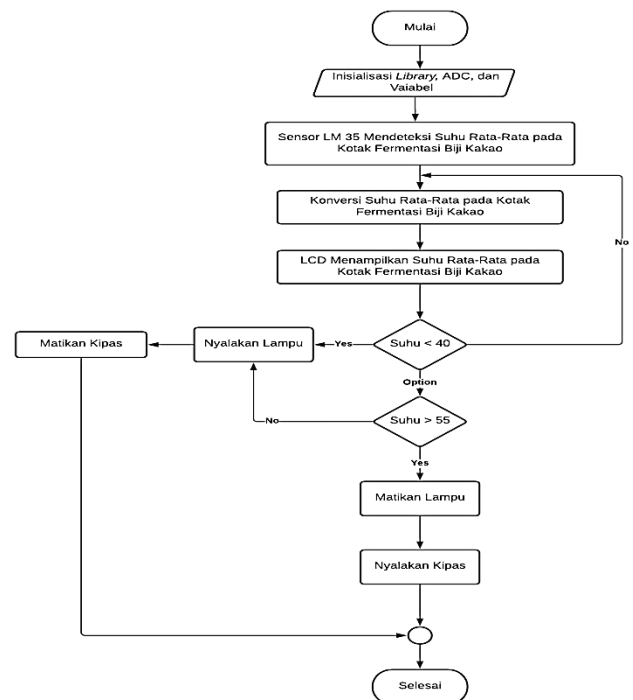 Mulai
Inisialisasi Library, ADC, dan
Vaiabel
Sensor LM 35 Mendeteksi Suhu Rata-Rata pada
Kotak Fermentasi Biji Kakao
Konversi Suhu Rata-Rata pada Kotak
Fermentasi Biji Kakao
No
LCD Menampilkan Suhu Rata-Rata pada
Kotak Fermentasi Biji Kakao
Matikan Kipas
Nyalakan Lampu
Yes
Suhu < 40
Option
No
Suhu > 55
Yes
Matikan Lampu
Nyalakan Kipas
Selesai